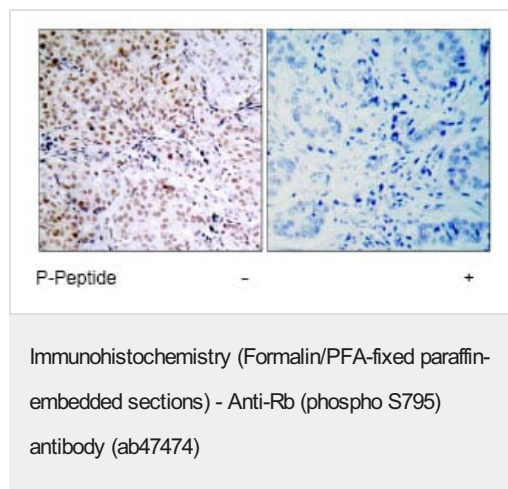 P-Peptide - +
Immunohistochemistry (Formalin/PFA-fixed paraffin-
embedded sections) - Anti-Rb (phospho S795)
antibody (ab47474)